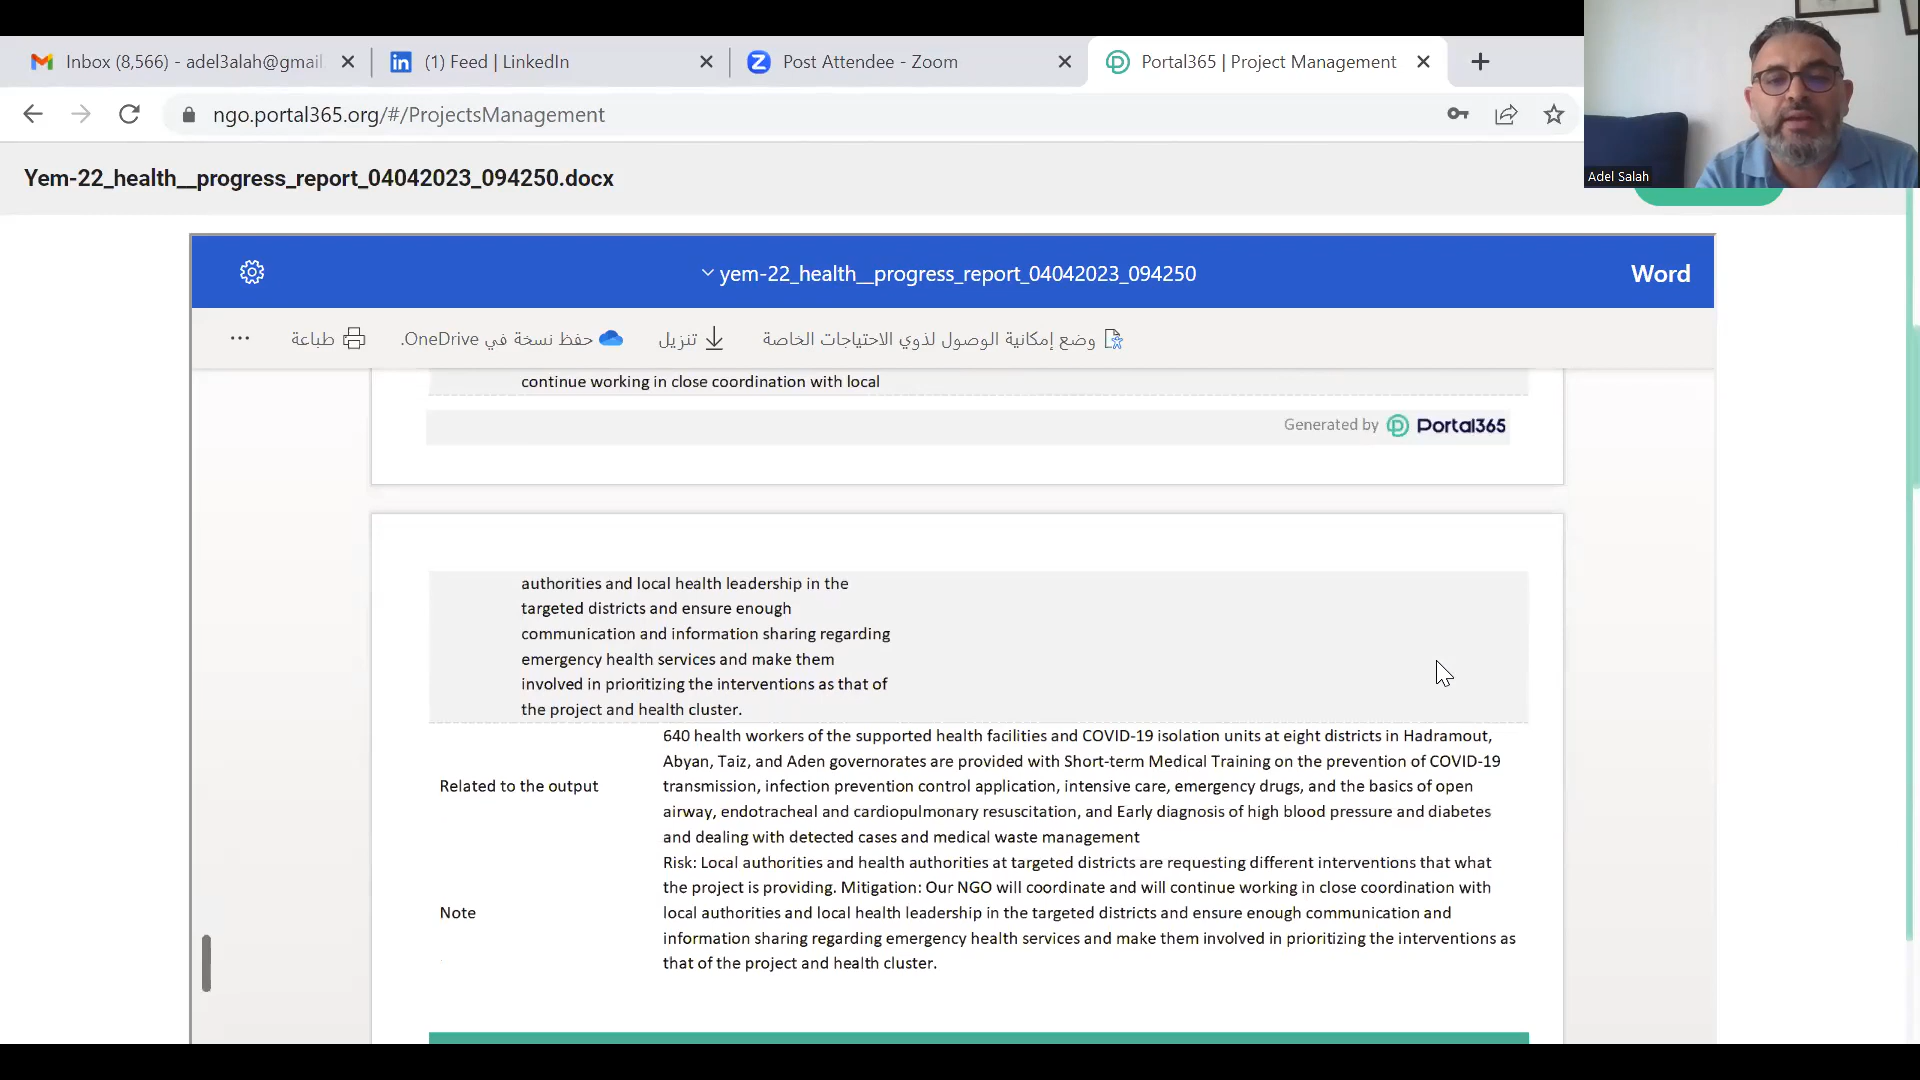 Inbox (8,566) - adel3alah@gmail.
(1) Feed | LinkedIn
Post Attendee - Zoom
Portal365 | Project Management
ngo.portal365.org/#/ProjectsManagement
Adel Salah
Yem-22_health__progress_report_04042023_094250.docx
yem-22_health__progress_report_04042023_094250
Word
وضع إمكانية الوصول لذوي الاحتياجات الخاصة
تنزيل
حفظ نسخة في OneDrive.
طباعة
continue working in close coordination with local
Generated by Portal365
authorities and local health leadership in the
targeted districts and ensure enough
communication and information sharing regarding
emergency health services and make them
involved in prioritizing the interventions as that of
the project and health cluster.
Related to the output
640 health workers of the supported health facilities and COVID-19 isolation units at eight districts in Hadramout,
Abyan, Taiz, and Aden governorates are provided with Short-term Medical Training on the prevention of COVID-19
transmission, infection prevention control application, intensive care, emergency drugs, and the basics of open
airway, endotracheal and cardiopulmonary resuscitation, and Early diagnosis of high blood pressure and diabetes
and dealing with detected cases and medical waste management
Note
Risk: Local authorities and health authorities at targeted districts are requesting different interventions that what
the project is providing. Mitigation: Our NGO will coordinate and will continue working in close coordination with
local authorities and local health leadership in the targeted districts and ensure enough communication and
information sharing regarding emergency health services and make them involved in prioritizing the interventions as
that of the project and health cluster.